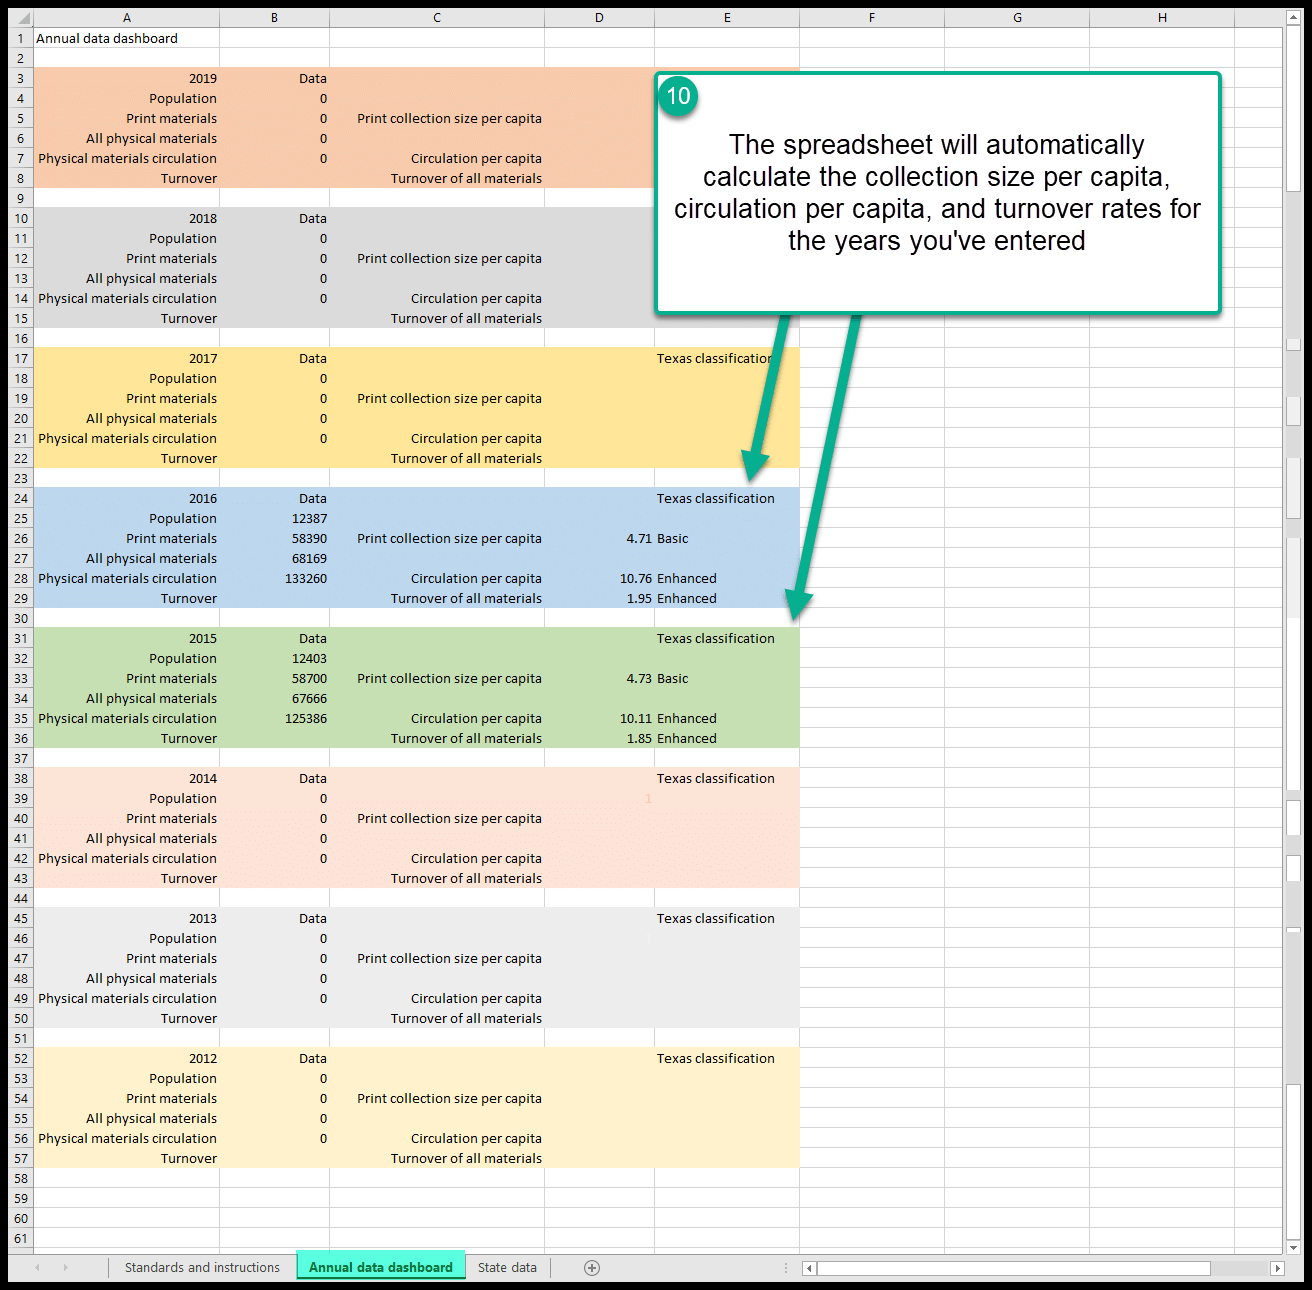 A B C D E F G H
1 Annual data dashboard
2
3 2019 Data
4 Population 0
5 Print materials 0 Print collection size per capita
6 All physical materials 0
7 Physical materials circulation 0 Circulation per capita
8 Turnover Turnover of all materials
9
10 2018 Data
11 Population 0
12 Print materials 0 Print collection size per capita
13 All physical materials 0
14 Physical materials circulation 0 Circulation per capita
15 Turnover Turnover of all materials
10
The spreadsheet will automatically
calculate the collection size per capita,
circulation per capita, and turnover rates for
the years you've entered
16
17 2017 Data Texas classification
18 Population 0
19 Print materials 0 Print collection size per capita
20 All physical materials 0
21 Physical materials circulation 0 Circulation per capita
22 Turnover Turnover of all materials
23
24 2016 Data Texas classification
25 Population 12387
26 Print materials 58390 Print collection size per capita 4.71 Basic
27 All physical materials 68169
28 Physical materials circulation 133260 Circulation per capita 10.76 Enhanced
29 Turnover Turnover of all materials 1.95 Enhanced
30
31 2015 Data Texas classification
32 Population 12403
33 Print materials 58700 Print collection size per capita 4.73 Basic
34 All physical materials 67666
35 Physical materials circulation 125386 Circulation per capita 10.11 Enhanced
36 Turnover Turnover of all materials 1.85 Enhanced
37
38 2014 Data Texas classification
39 Population 0 1
40 Print materials 0 Print collection size per capita
41 All physical materials 0
42 Physical materials circulation 0 Circulation per capita
43 Turnover Turnover of all materials
44
45 2013 Data Texas classification
46 Population 0
47 Print materials 0 Print collection size per capita
48 All physical materials 0
49 Physical materials circulation 0 Circulation per capita
50 Turnover Turnover of all materials
51
52 2012 Data Texas classification
53 Population 0
54 Print materials 0 Print collection size per capita
55 All physical materials 0
56 Physical materials circulation 0 Circulation per capita
57 Turnover Turnover of all materials
58
59
60
61
Standards and instructions Annual data dashboard State data